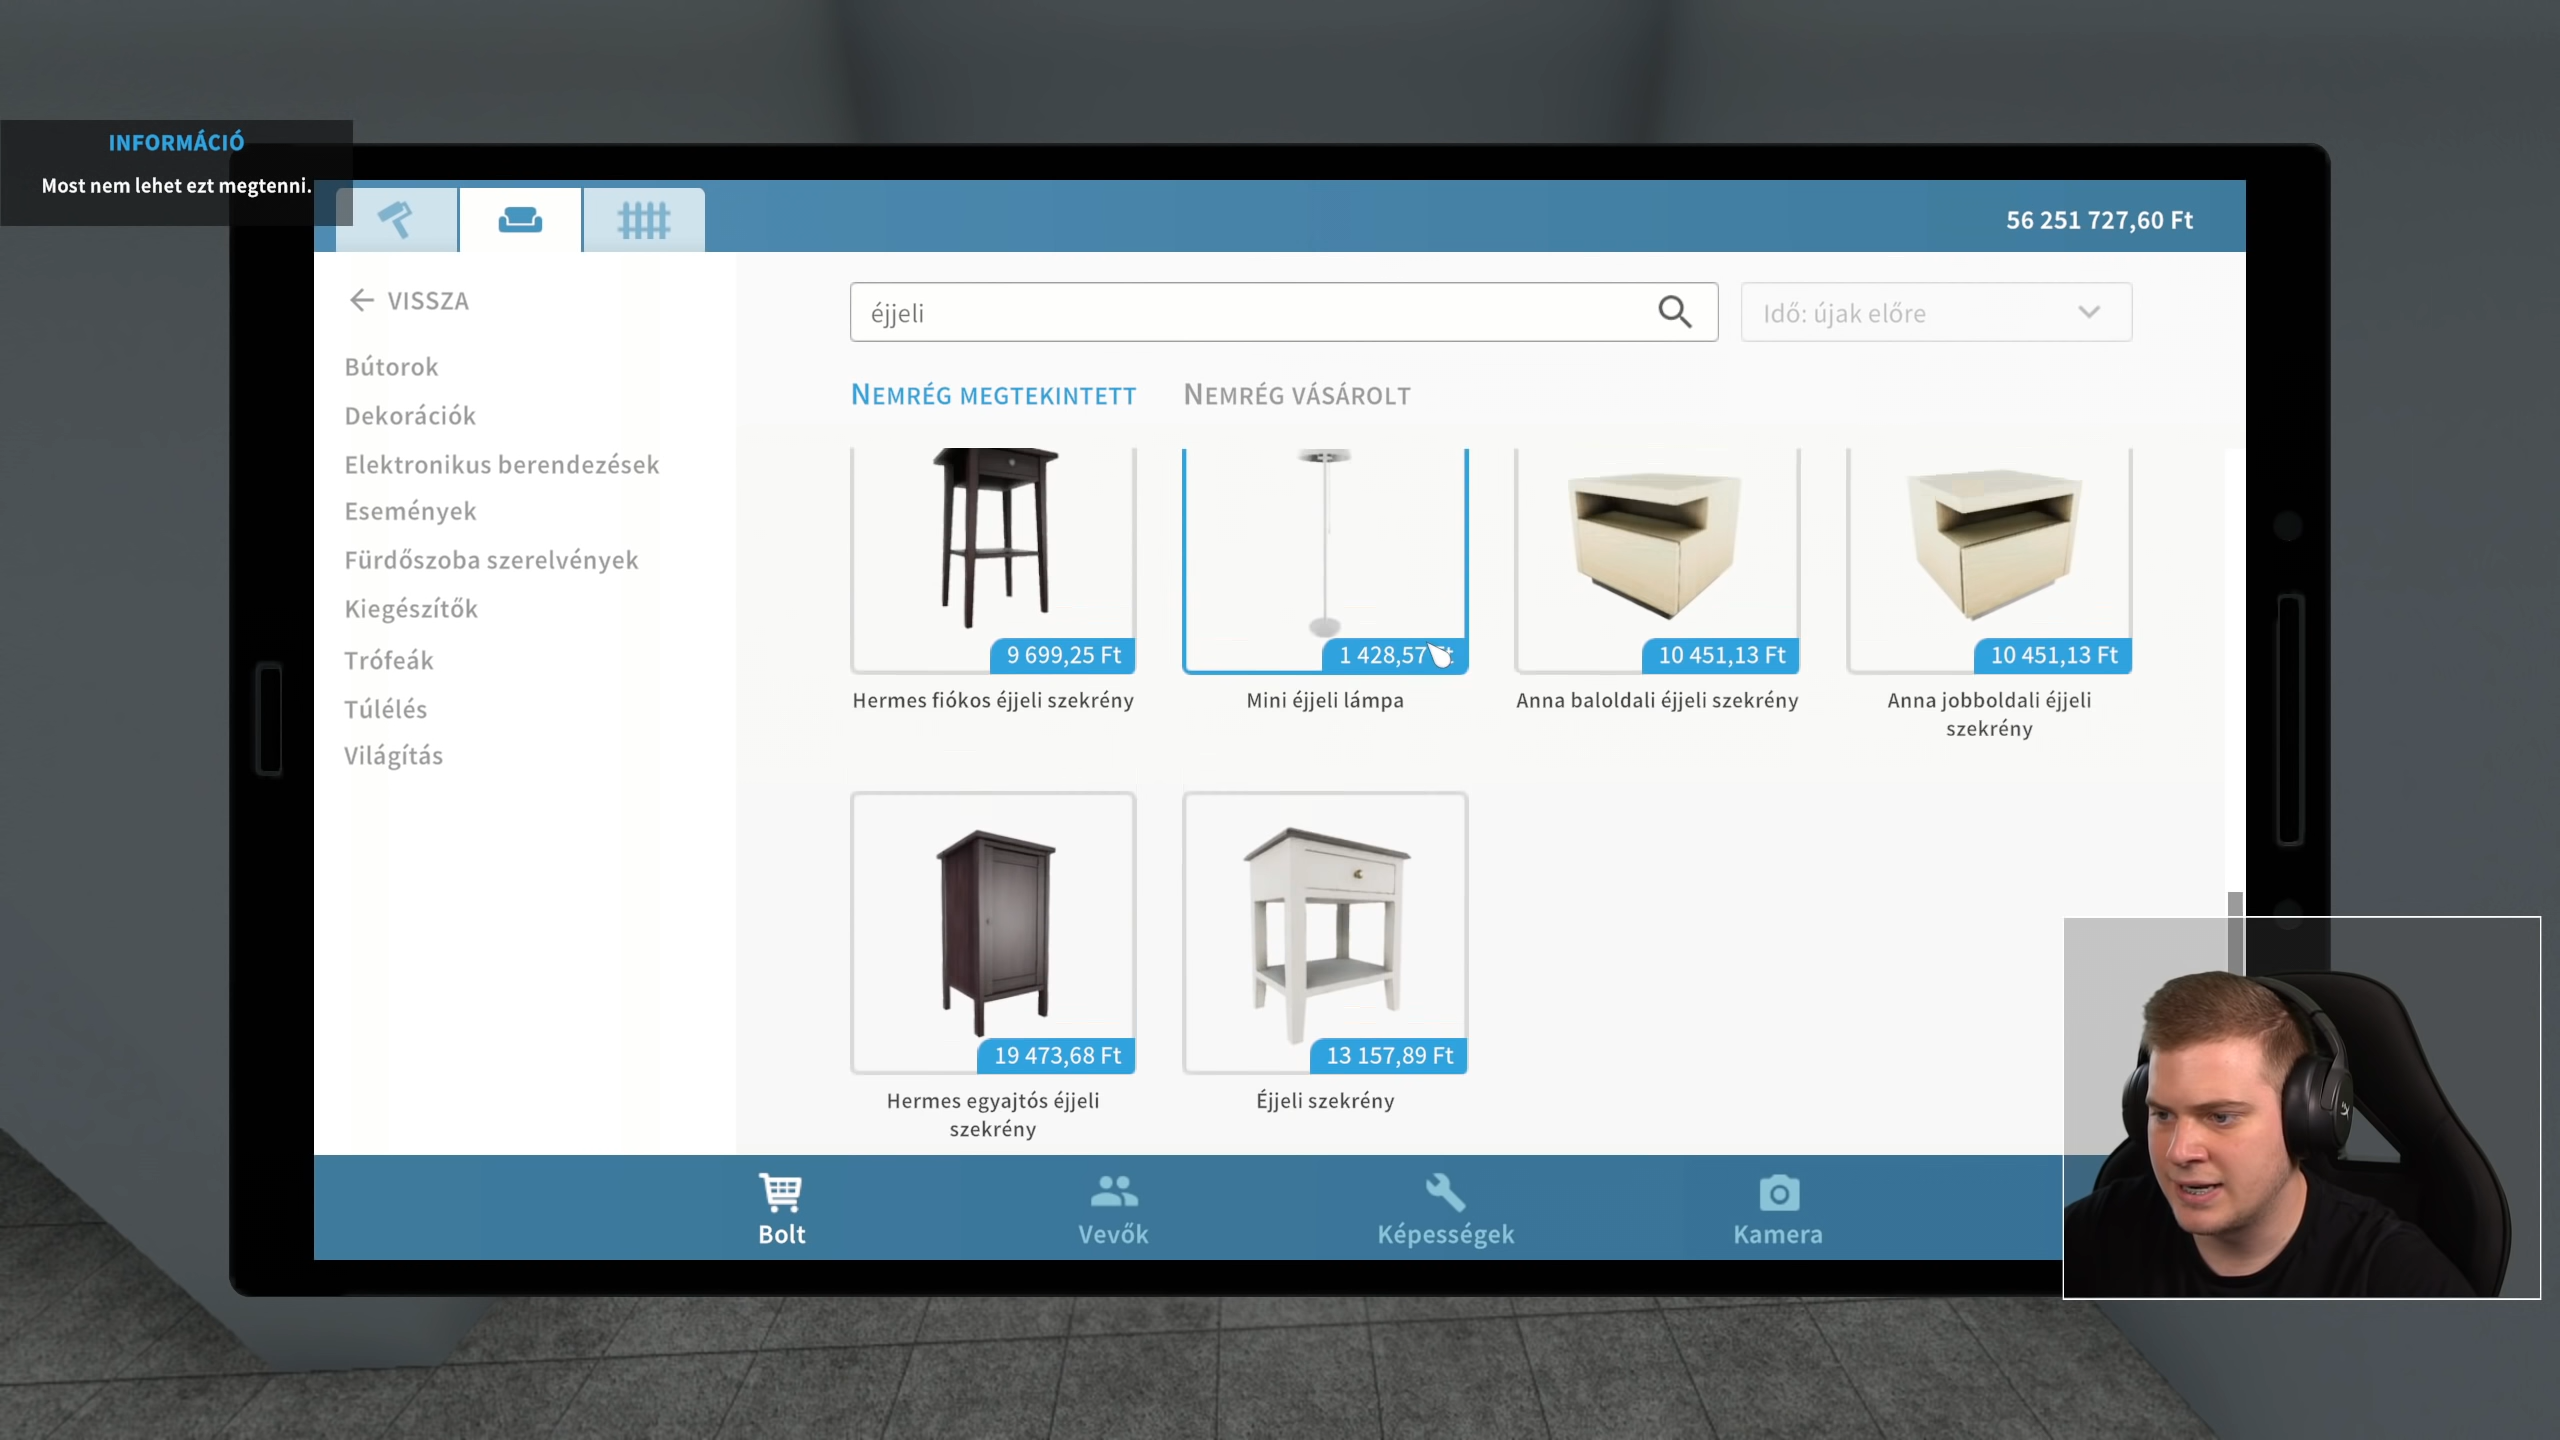 INFORMÁCIÓ
Most nem lehet ezt megtenni.
56 251 727,60 Ft
VISSZA
Bútorok
Dekorációk
Elektronikus berendezések
Események
Fürdőszoba szerelvények
Kiegészítők
Trófeák
Túlélés
Világítás
éjjeli
Idő: újak előre
NEMRÉG MEGTEKINTETT
NEMRÉG VÁSÁROLT
9 699,25 Ft
1 428,57
10 451,13 Ft
10 451,13 Ft
Hermes fiókos éjjeli szekrény
Mini éjjeli lámpa
Anna baloldali éjjeli szekrény
Anna jobboldali éjjeli
szekrény
19 473,68 Ft
13 157,89 Ft
Hermes egyajtós éjjeli
szekrény
Éjjeli szekrény
Bolt
Vevők
Képességek
Kamera